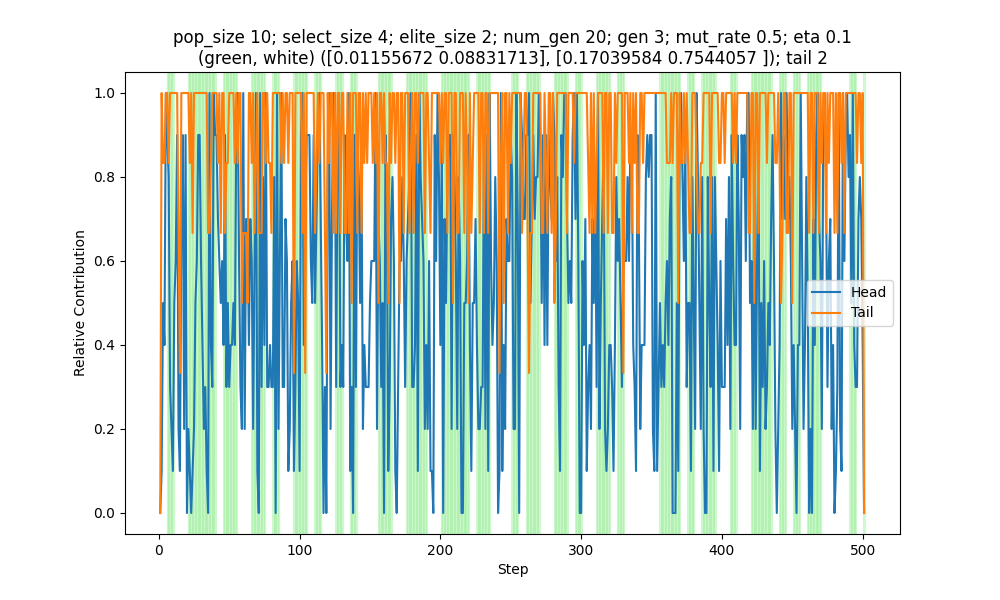 pop_size 10; select_size 4; elite_size 2; num_gen 20; gen 3; mut_rate 0.5; eta 0.1
(green, white) ([0.01155672 0.08831713], [0.17039584 0.7544057 ]); tail 2
1.0
0.8
0.6
0.4
0.2
0.0
Relative Contribution
Head
Tail
0
100
200
300
400
500
Step